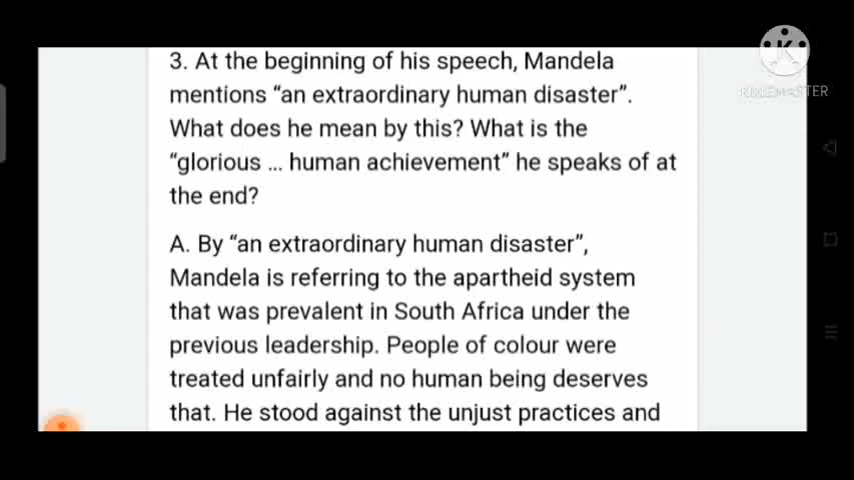 3. At the beginning of his speech, Mandela
mentions “an extraordinary human disaster”.
What does he mean by this? What is the
“glorious ... human achievement” he speaks of at
the end?
A. By “an extraordinary human disaster”,
Mandela is referring to the apartheid system
that was prevalent in South Africa under the
previous leadership. People of colour were
treated unfairly and no human being deserves
that. He stood against the unjust practices and
KINEMASTER